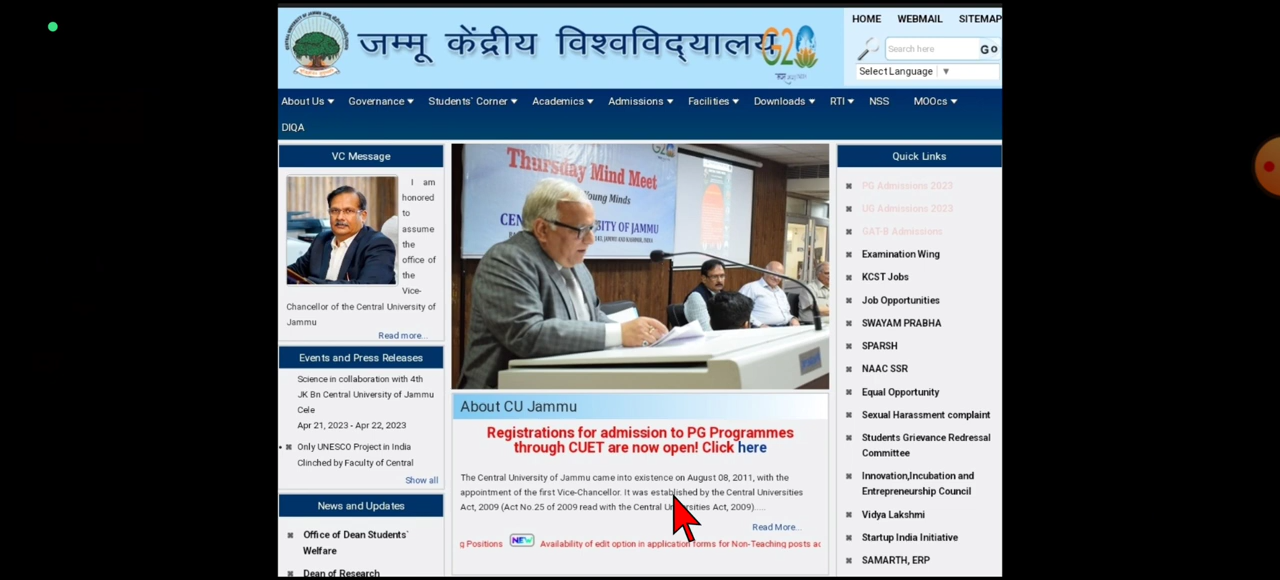 जम्मू केंद्रीय विश्वविद्यालय
G20
HOME WEBMAIL SITEMAP
Search here Go
Select Language ▼
About Us ▼ Governance ▼ Students` Corner ▼ Academics ▼ Admissions ▼ Facilities ▼ Downloads ▼ RTI ▼ NSS MOOcs ▼
DIQA
VC Message
I am
honored
to
assume
the
office of
the
Vice-
Chancellor of the Central University of
Jammu
Read more...
Events and Press Releases
Science in collaboration with 4th
JK Bn Central University of Jammu
Cele
Apr 21, 2023 - Apr 22, 2023
Only UNESCO Project in India
Clinched by Faculty of Central
Show all
News and Updates
Office of Dean Students`
Welfare
Dean of Research
Thursday Mind Meet
Young Minds
About CU Jammu
Registrations for admission to PG Programmes
through CUET are now open! Click here
The Central University of Jammu came into existence on August 08, 2011, with the
appointment of the first Vice-Chancellor. It was established by the Central Universities
Act, 2009 (Act No.25 of 2009 read with the Central Universities Act, 2009).....
Read More...
g Positions NEW Availability of edit option in application forms for Non-Teaching posts
Quick Links
PG Admissions 2023
UG Admissions 2023
GAT-B Admissions
Examination Wing
KCST Jobs
Job Opportunities
SWAYAM PRABHA
SPARSH
NAAC SSR
Equal Opportunity
Sexual Harassment complaint
Students Grievance Redressal
Committee
Innovation,Incubation and
Entrepreneurship Council
Vidya Lakshmi
Startup India Initiative
SAMARTH, ERP